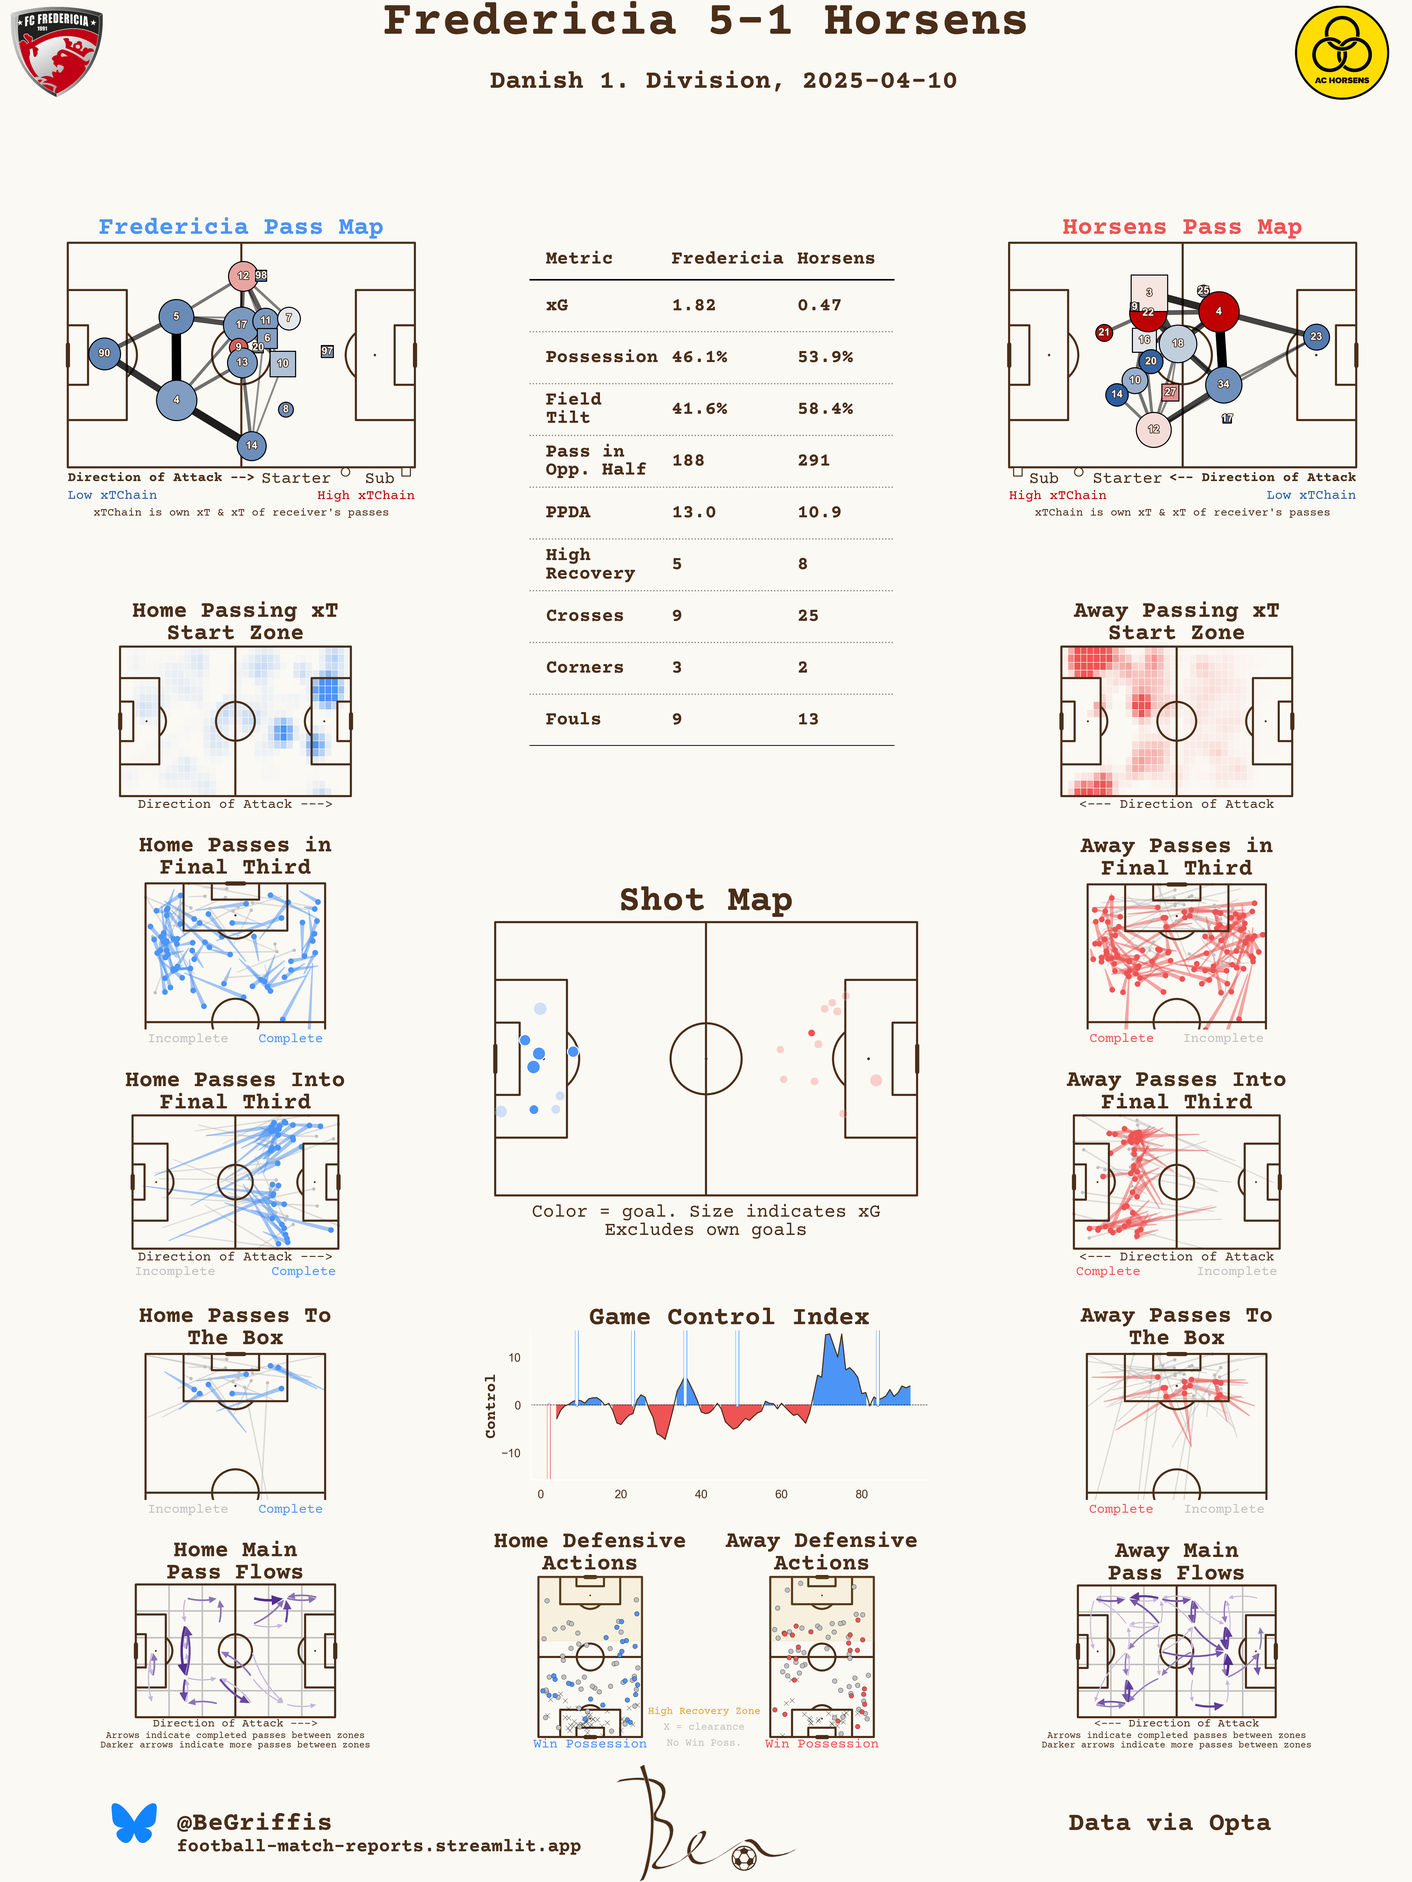 Fredericia 5-1 Horsens
Danish 1. Division, 2025-04-10
FC FREDERICIA
1991
AC HORSENS
Fredericia Pass Map
12
98
5
17
11
7
6
90
9
20
13
10
97
4
8
14
Direction of Attack --> Starter Sub
Low xTChain High xTChain
xTChain is own xT & xT of receiver's passes
Metric Fredericia Horsens
xG 1.82 0.47
Possession 46.1% 53.9%
Field
Tilt 41.6% 58.4%
Pass in
Opp. Half 188 291
PPDA 13.0 10.9
High
Recovery 5 8
Crosses 9 25
Corners 3 2
Fouls 9 13
Horsens Pass Map
3
25
9
22
4
21
16
18
23
20
10
34
14
27
17
12
Sub Starter <-- Direction of Attack
High xTChain Low xTChain
xTChain is own xT & xT of receiver's passes
Home Passing xT
Start Zone
Direction of Attack --->
Away Passing xT
Start Zone
<--- Direction of Attack
Home Passes in
Final Third
Incomplete Complete
Away Passes in
Final Third
Complete Incomplete
Shot Map
Color = goal. Size indicates xG
Excludes own goals
Home Passes Into
Final Third
Direction of Attack --->
Incomplete Complete
Away Passes Into
Final Third
<--- Direction of Attack
Complete Incomplete
Game Control Index
Control
10
0
−10
0 20 40 60 80
Home Passes To
The Box
Incomplete Complete
Away Passes To
The Box
Complete Incomplete
Home Main
Pass Flows
Direction of Attack --->
Arrows indicate completed passes between zones
Darker arrows indicate more passes between zones
Home Defensive
Actions
Win Possession
Away Defensive
Actions
Win Possession
High Recovery Zone
X = clearance
No Win Poss.
Away Main
Pass Flows
<--- Direction of Attack
Arrows indicate completed passes between zones
Darker arrows indicate more passes between zones
@BeGriffis
football-match-reports.streamlit.app
Ben
Data via Opta